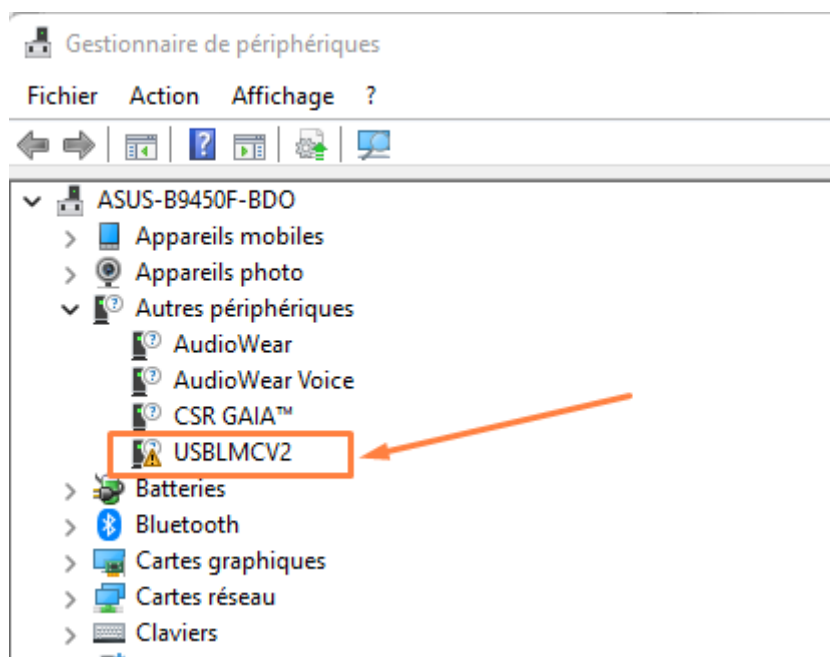 Gestionnaire de périphériques
Fichier Action Affichage ?
ASUS-B9450F-BDO
Appareils mobiles
Appareils photo
Autres périphériques
AudioWear
AudioWear Voice
CSR GAIA™
USBLMCV2
Batteries
Bluetooth
Cartes graphiques
Cartes réseau
Claviers